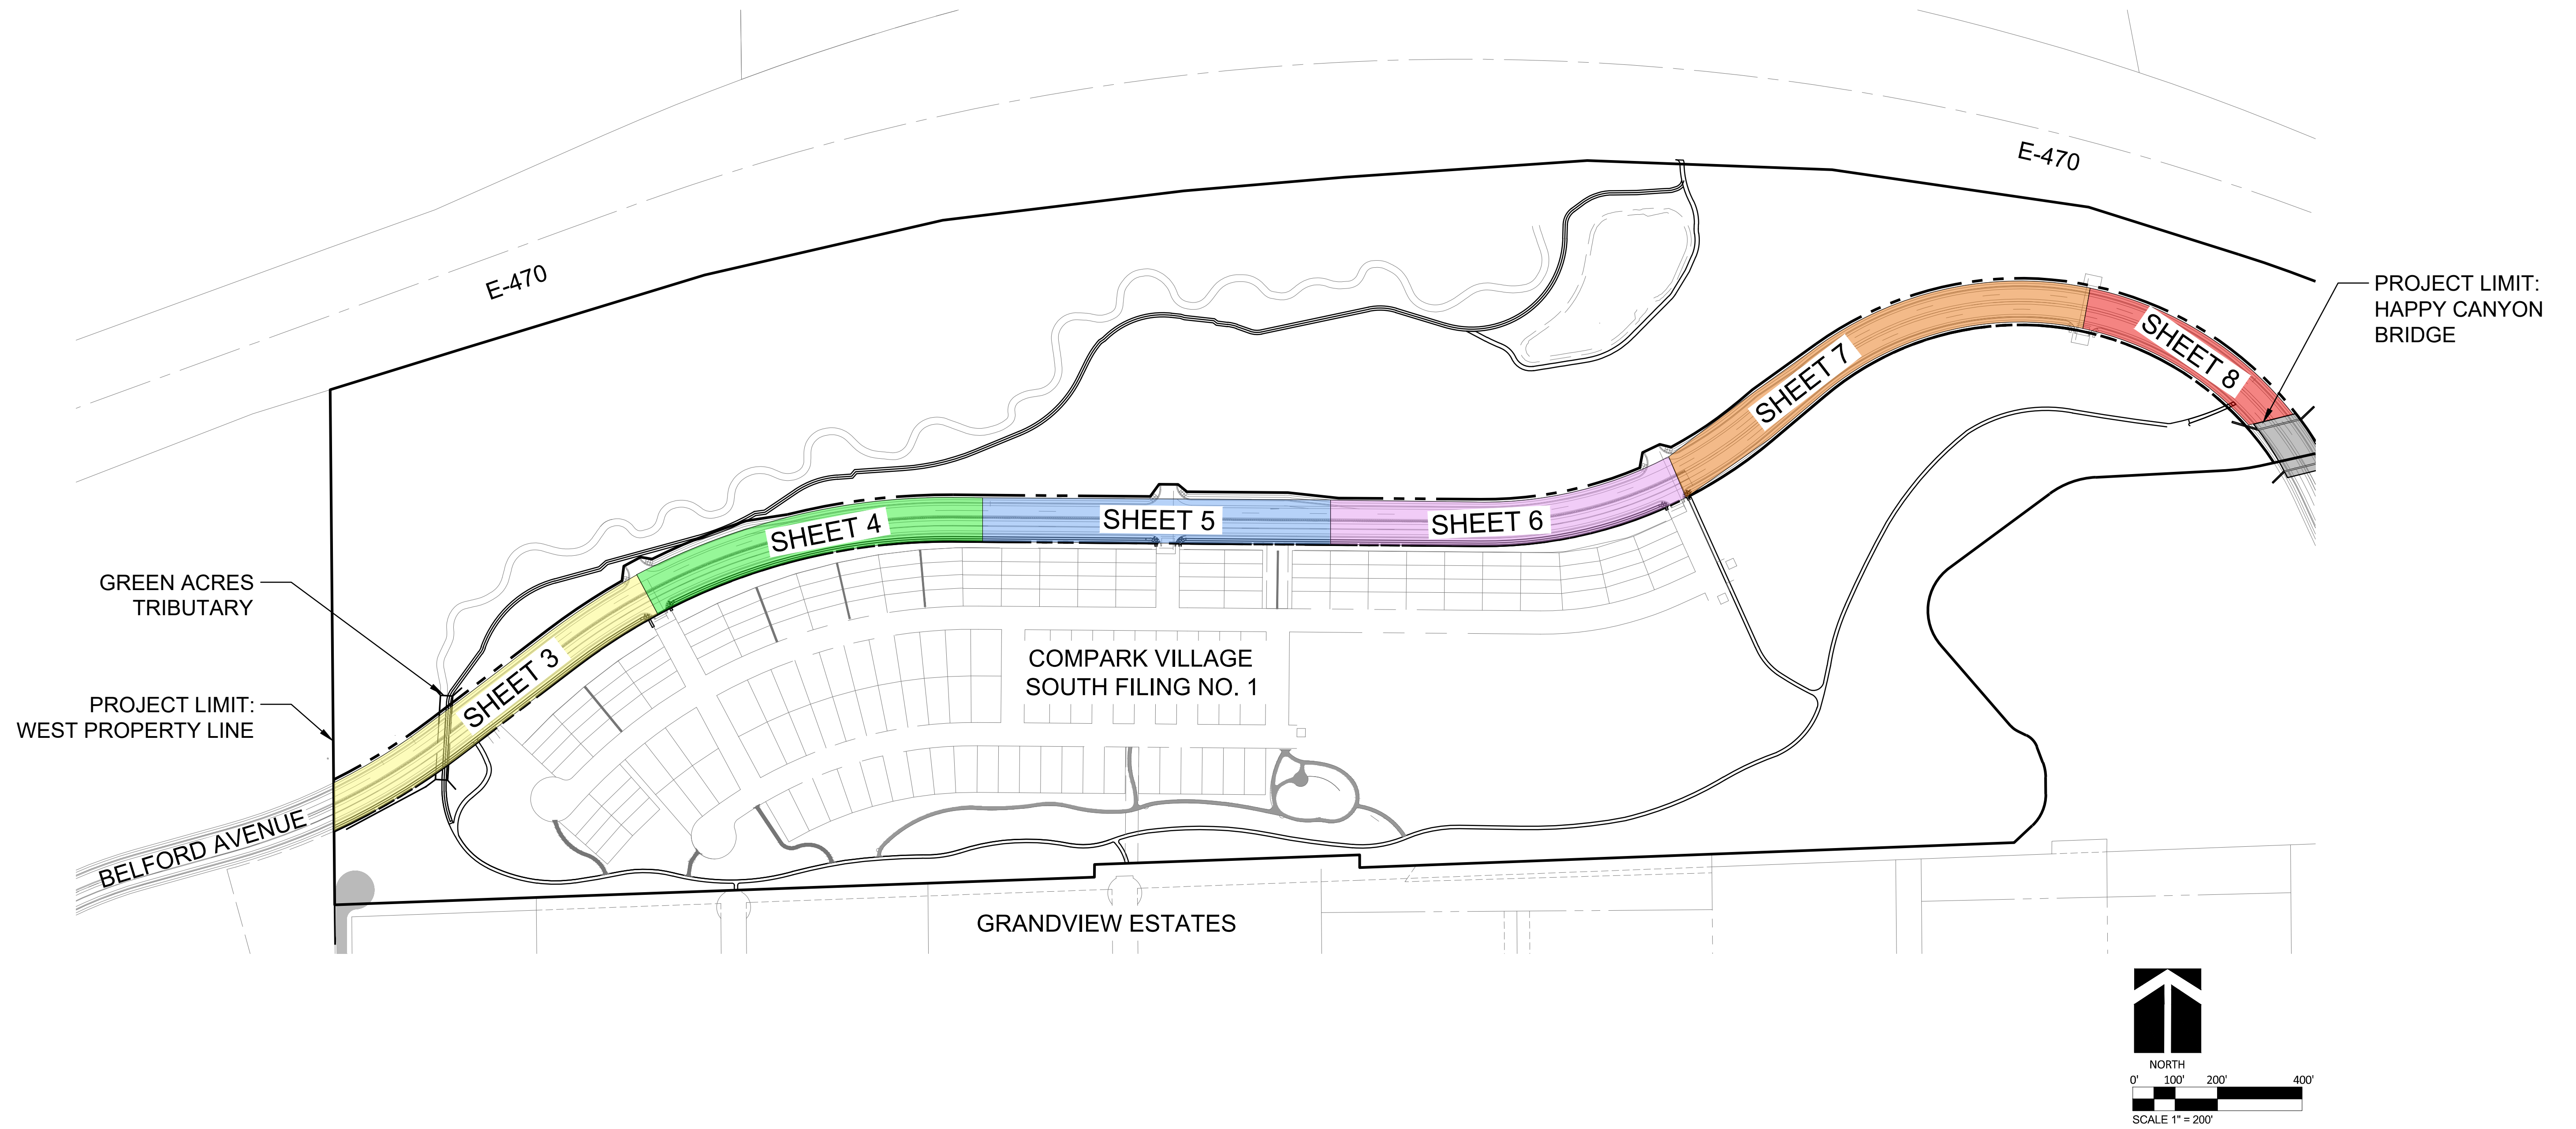 E-470
E-470
PROJECT LIMIT:
HAPPY CANYON
BRIDGE
SHEET 8
SHEET 7
SHEET 6
SHEET 5
SHEET 4
SHEET 3
GREEN ACRES
TRIBUTARY
PROJECT LIMIT:
WEST PROPERTY LINE
COMPARK VILLAGE
SOUTH FILING NO. 1
BELFORD AVENUE
GRANDVIEW ESTATES
NORTH
0' 100' 200' 400'
SCALE 1" = 200'